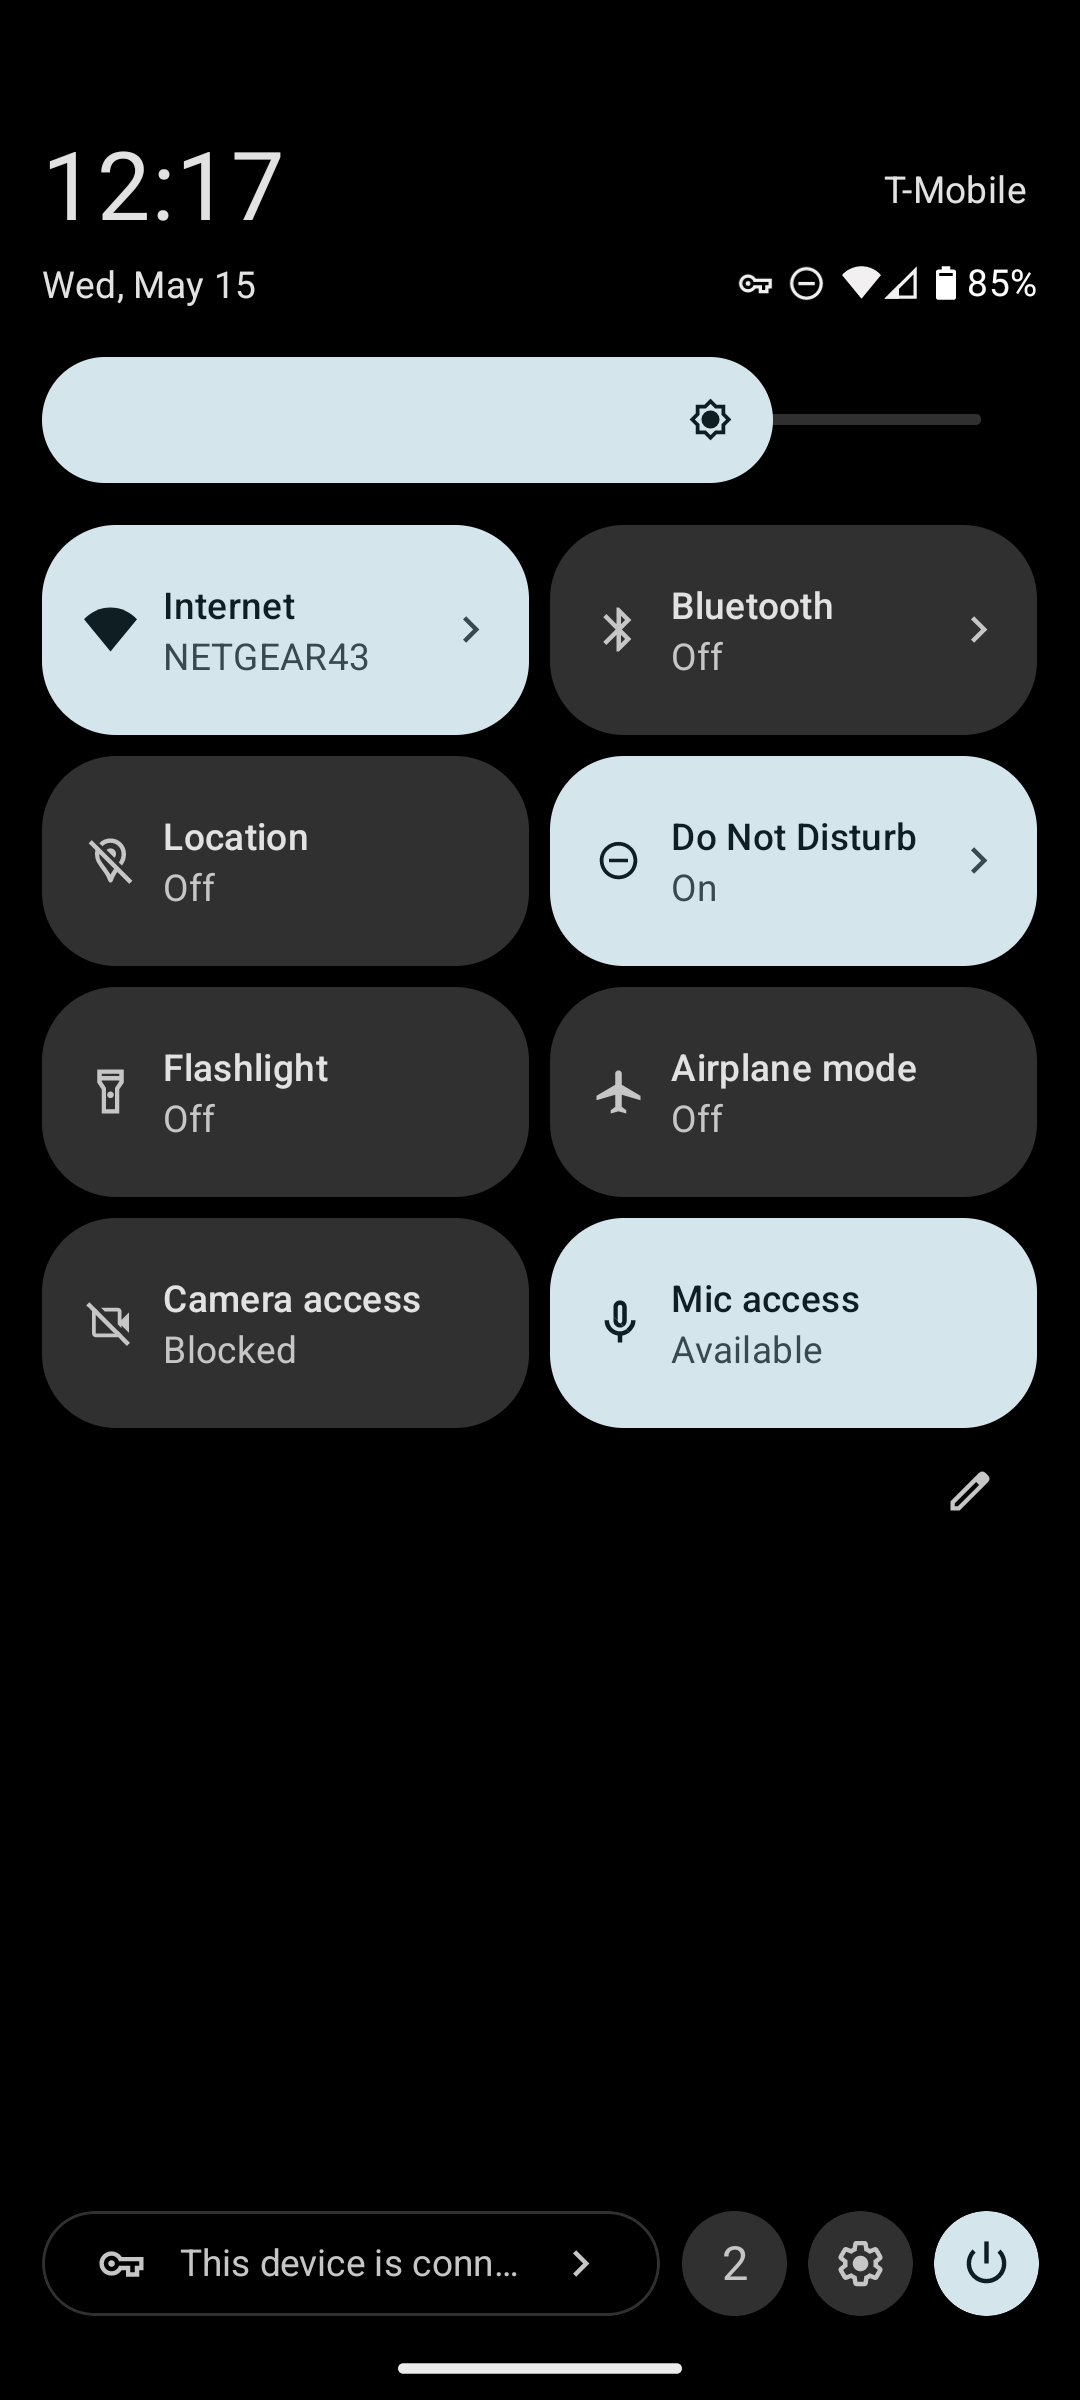 12:17
T-Mobile
Wed, May 15
85%
Internet
NETGEAR43
Bluetooth
Off
Location
Off
Do Not Disturb
On
Flashlight
Off
Airplane mode
Off
Camera access
Blocked
Mic access
Available
This device is conn...
2